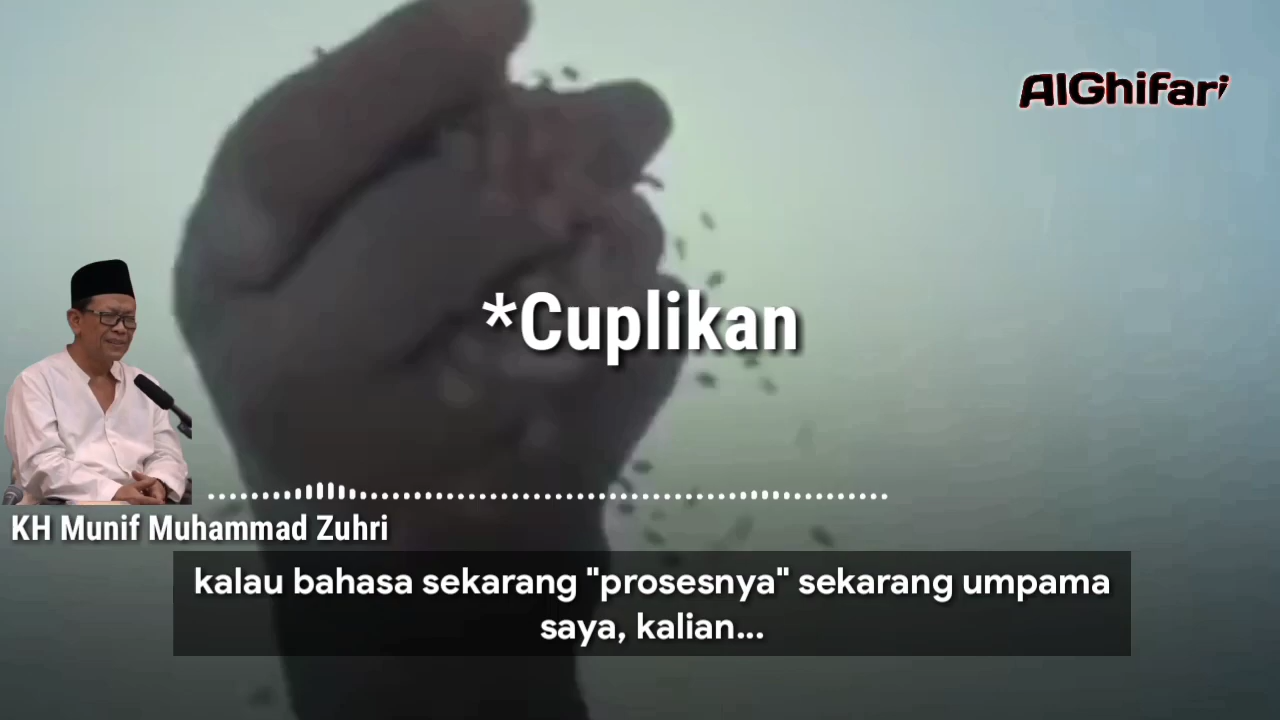 AlGhifari
*Cuplikan
KH Munif Muhammad Zuhri
kalau bahasa sekarang "prosesnya" sekarang umpama
saya, kalian...